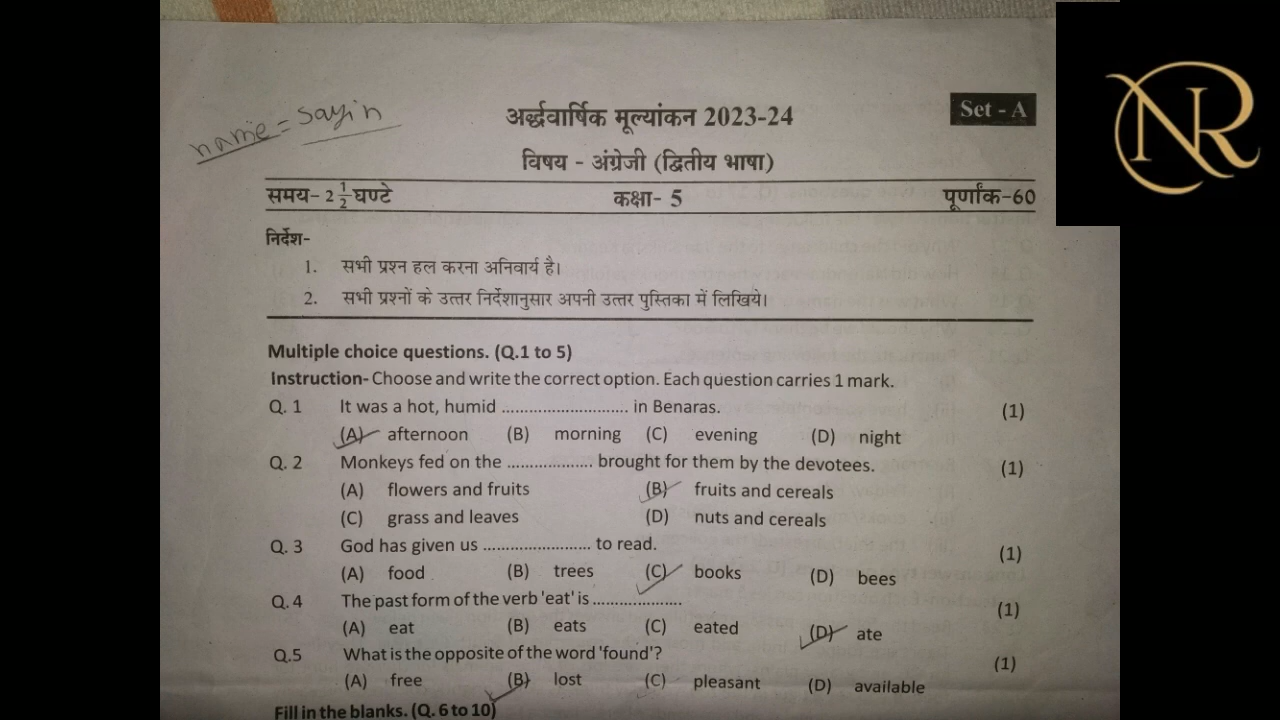 name = sayin
अर्द्धवार्षिक मूल्यांकन 2023-24
Set - A
NR
विषय - अंग्रेजी (द्वितीय भाषा)
समय- 2 1/2 घण्टे कक्षा- 5 पूर्णांक-60
निर्देश-
1. सभी प्रश्न हल करना अनिवार्य है।
2. सभी प्रश्नों के उत्तर निर्देशानुसार अपनी उत्तर पुस्तिका में लिखिये।
Multiple choice questions. (Q.1 to 5)
Instruction- Choose and write the correct option. Each question carries 1 mark.
Q. 1 It was a hot, humid ............................ in Benaras. (1)
(A) afternoon (B) morning (C) evening (D) night
Q. 2 Monkeys fed on the ................... brought for them by the devotees. (1)
(A) flowers and fruits (B) fruits and cereals
(C) grass and leaves (D) nuts and cereals
Q. 3 God has given us ........................ to read. (1)
(A) food (B) trees (C) books (D) bees
Q. 4 The past form of the verb 'eat' is .................... (1)
(A) eat (B) eats (C) eated (D) ate
Q.5 What is the opposite of the word 'found'? (1)
(A) free (B) lost (C) pleasant (D) available
Fill in the blanks. (Q. 6 to 10)